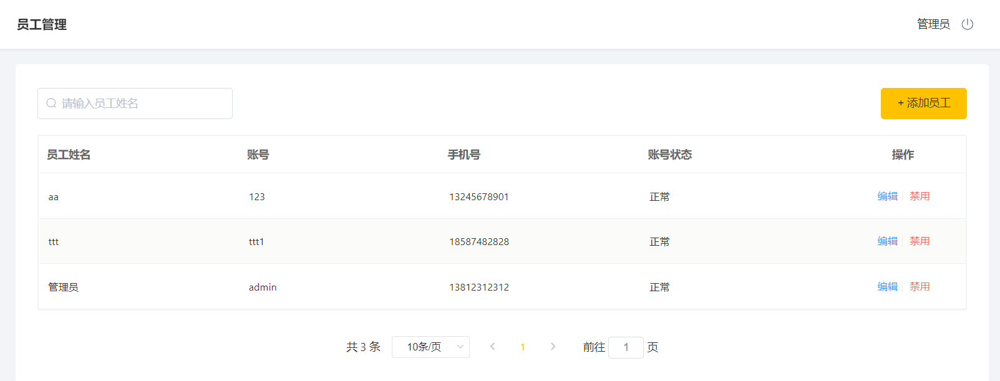 员工管理
管理员
请输入员工姓名
+ 添加员工
员工姓名 账号 手机号 账号状态 操作
aa 123 13245678901 正常 编辑 禁用
ttt ttt1 18587482828 正常 编辑 禁用
管理员 admin 13812312312 正常 编辑 禁用
共 3 条 10条/页 1 前往 1 页